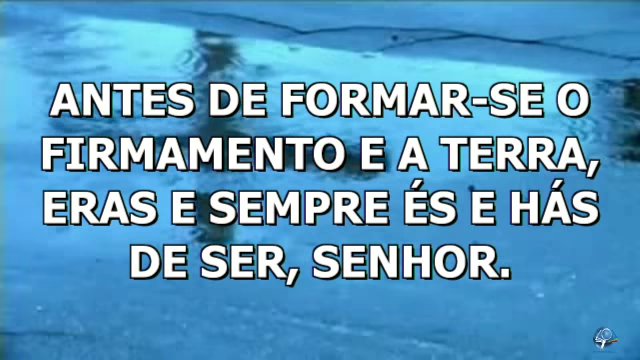 ANTES DE FORMAR-SE O
FIRMAMENTO E A TERRA,
ERAS E SEMPRE ÉS E HÁS
DE SER, SENHOR.